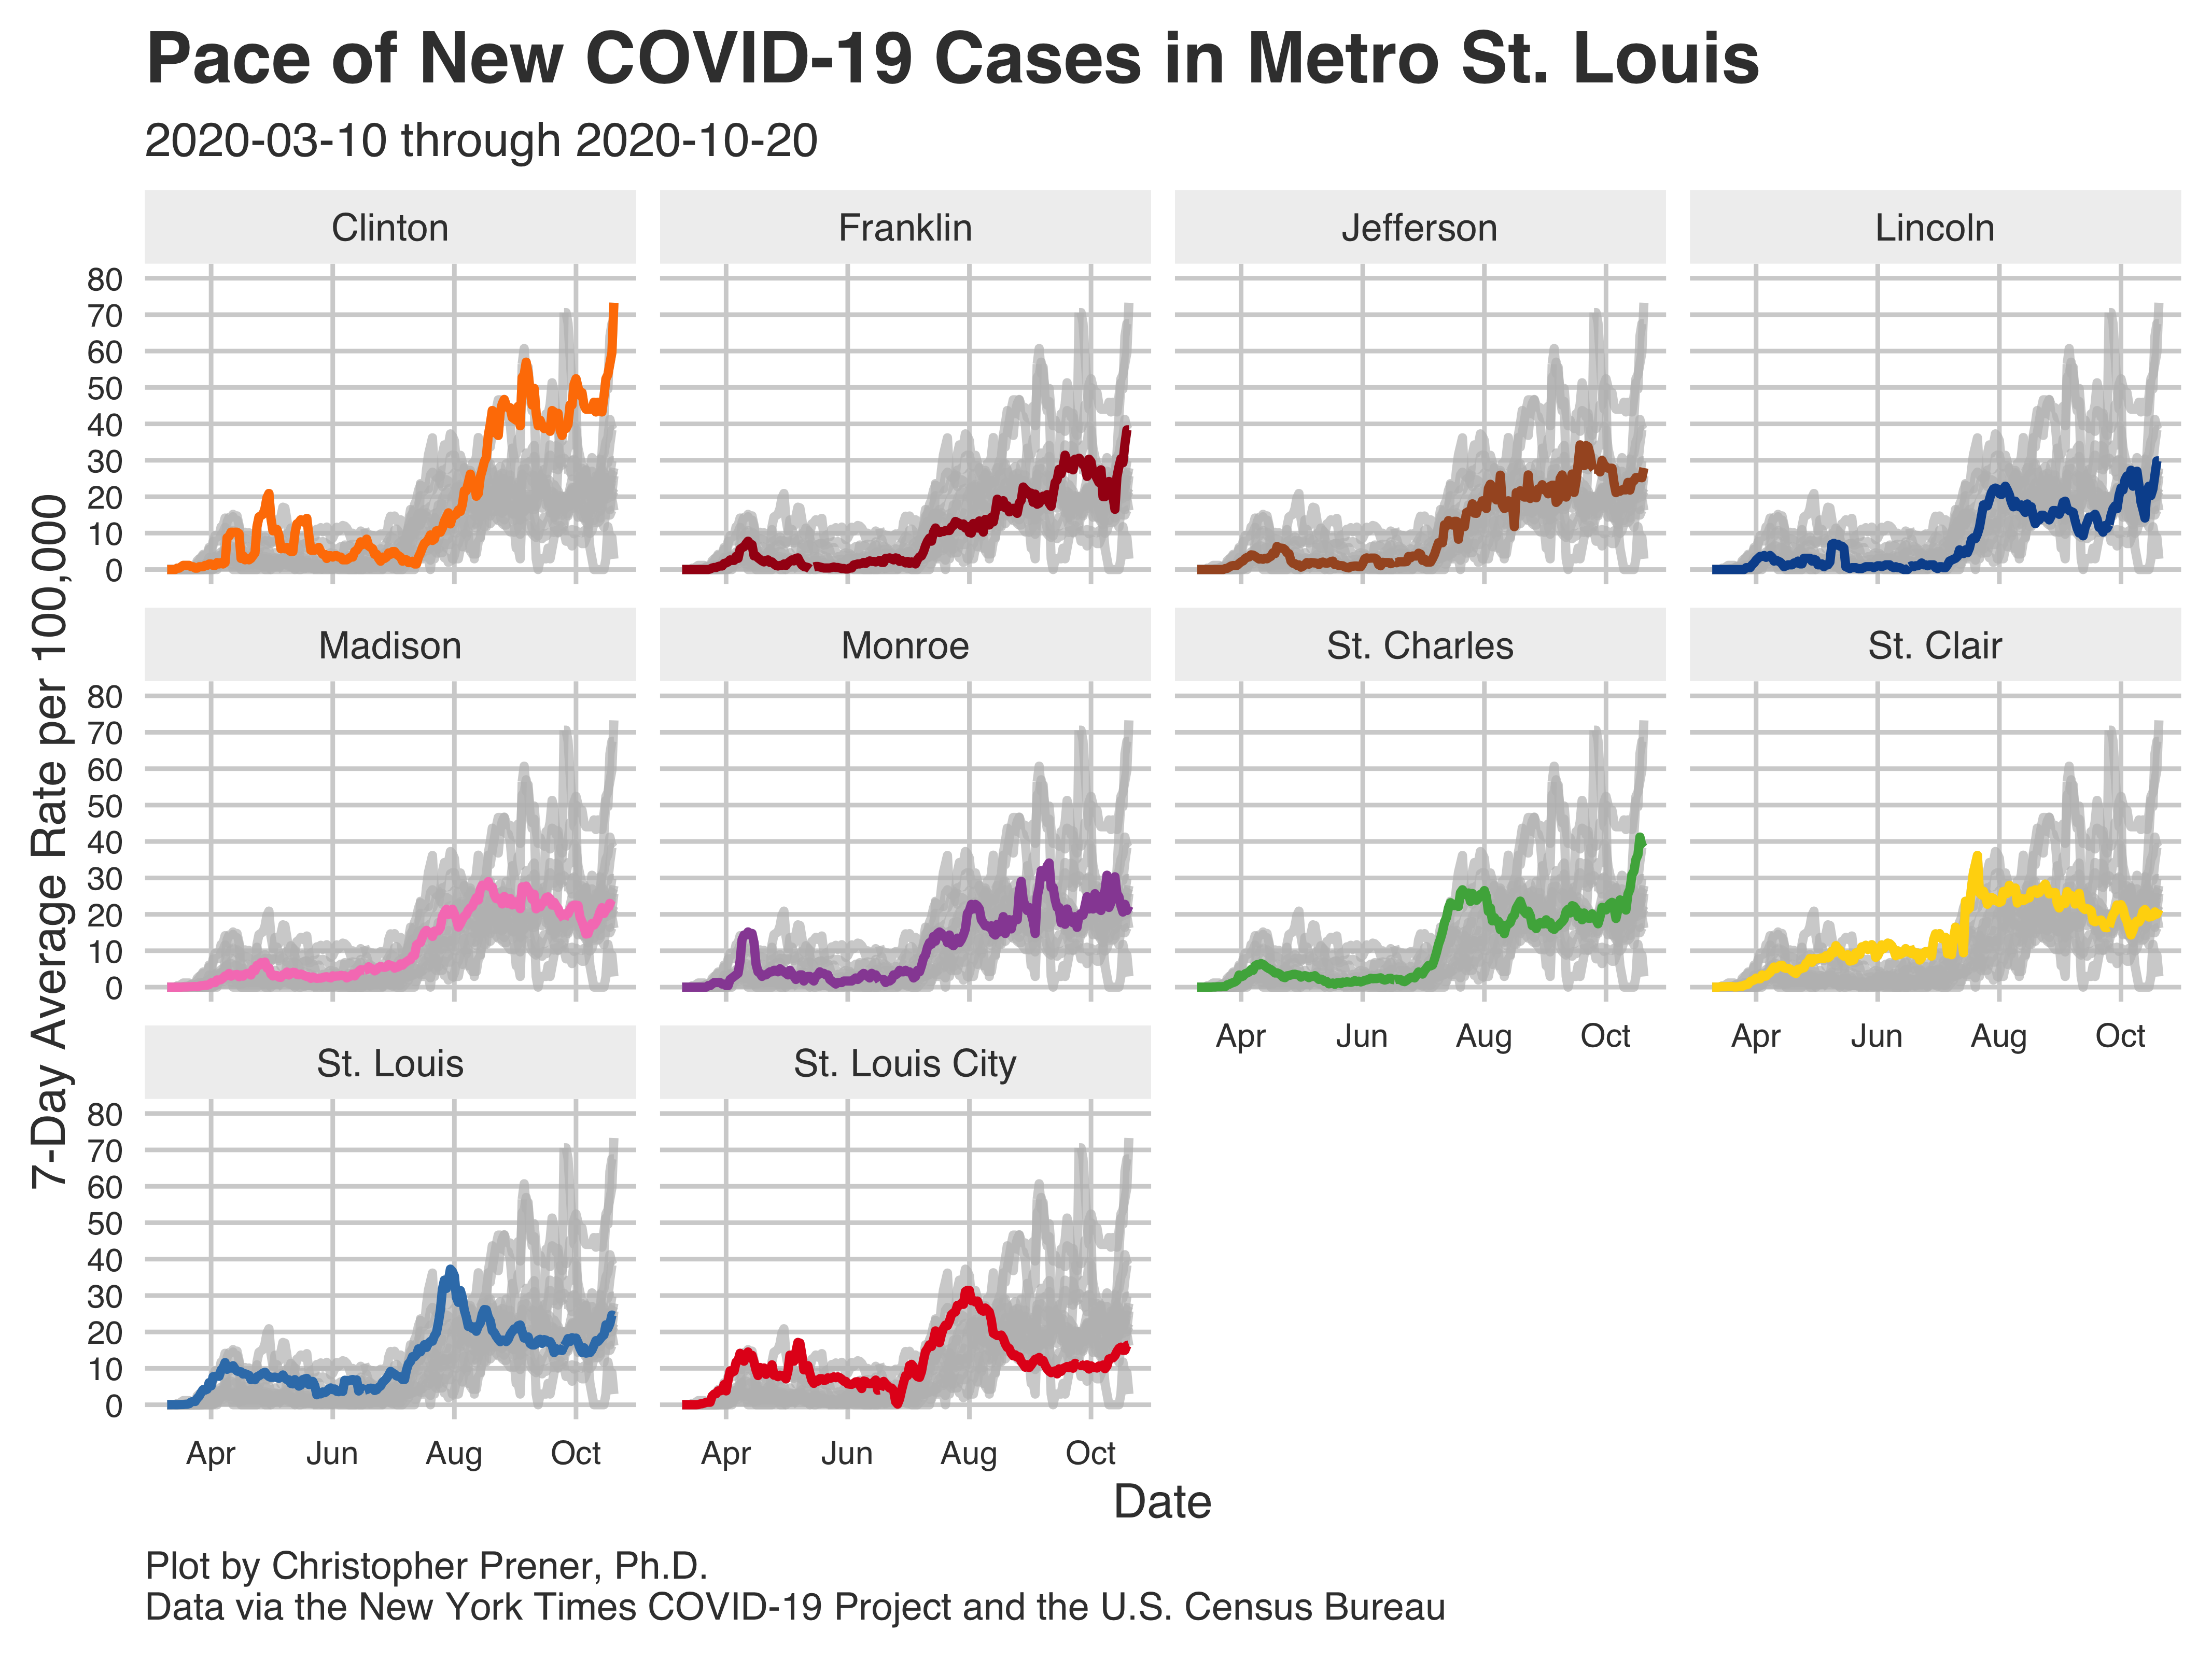 Pace of New COVID-19 Cases in Metro St. Louis
2020-03-10 through 2020-10-20
7-Day Average Rate per 100,000
Clinton
Franklin
Jefferson
Lincoln
80
70
60
50
40
30
20
10
0
Madison
Monroe
St. Charles
St. Clair
80
70
60
50
40
30
20
10
0
Apr Jun Aug Oct
Apr Jun Aug Oct
St. Louis
St. Louis City
80
70
60
50
40
30
20
10
0
Apr Jun Aug Oct
Apr Jun Aug Oct
Date
Plot by Christopher Prener, Ph.D.
Data via the New York Times COVID-19 Project and the U.S. Census Bureau